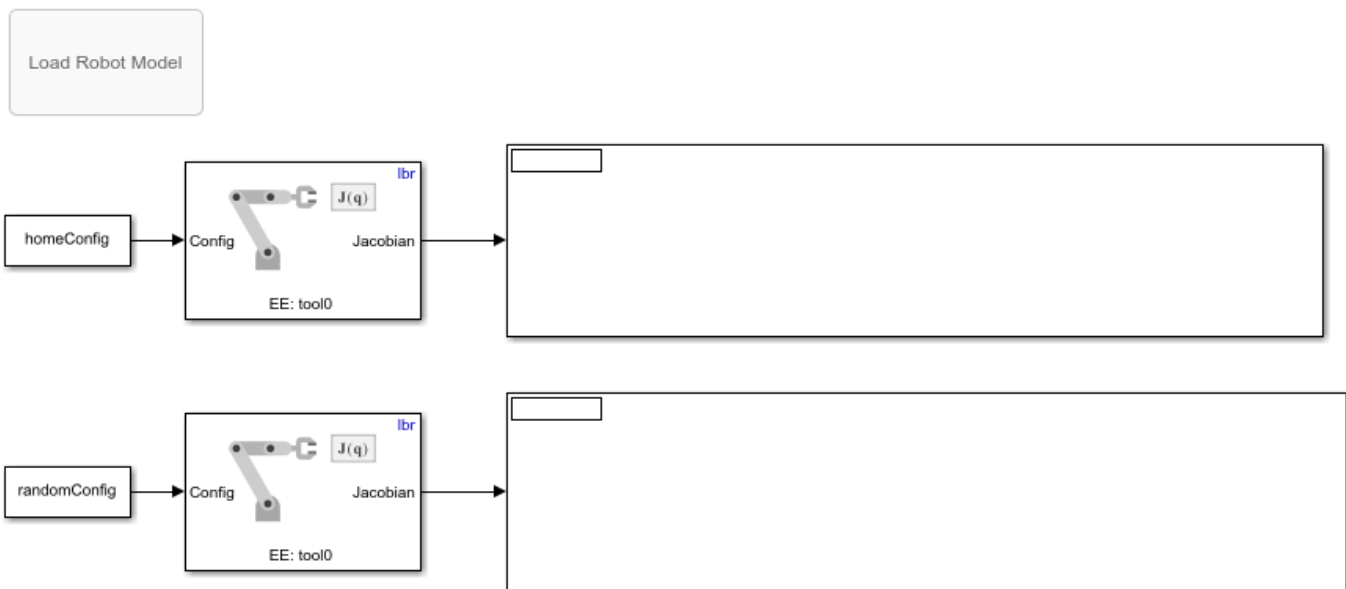 Load Robot Model
lbr
J(q)
homeConfig
Config
Jacobian
EE: tool0
lbr
J(q)
randomConfig
Config
Jacobian
EE: tool0